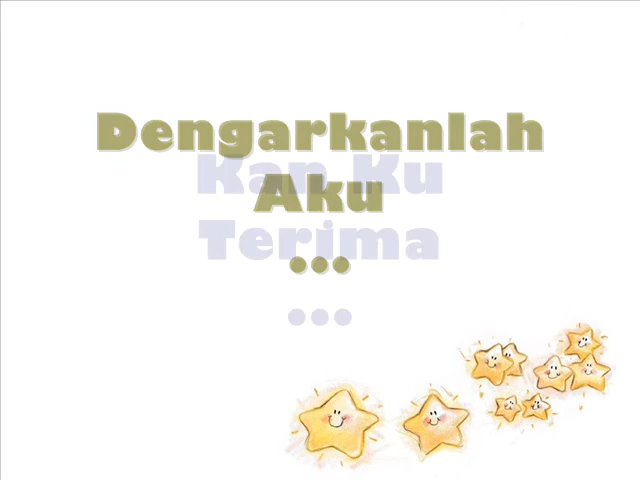 Dengarkanlah
Aku
...
Kan Ku
Terima
...